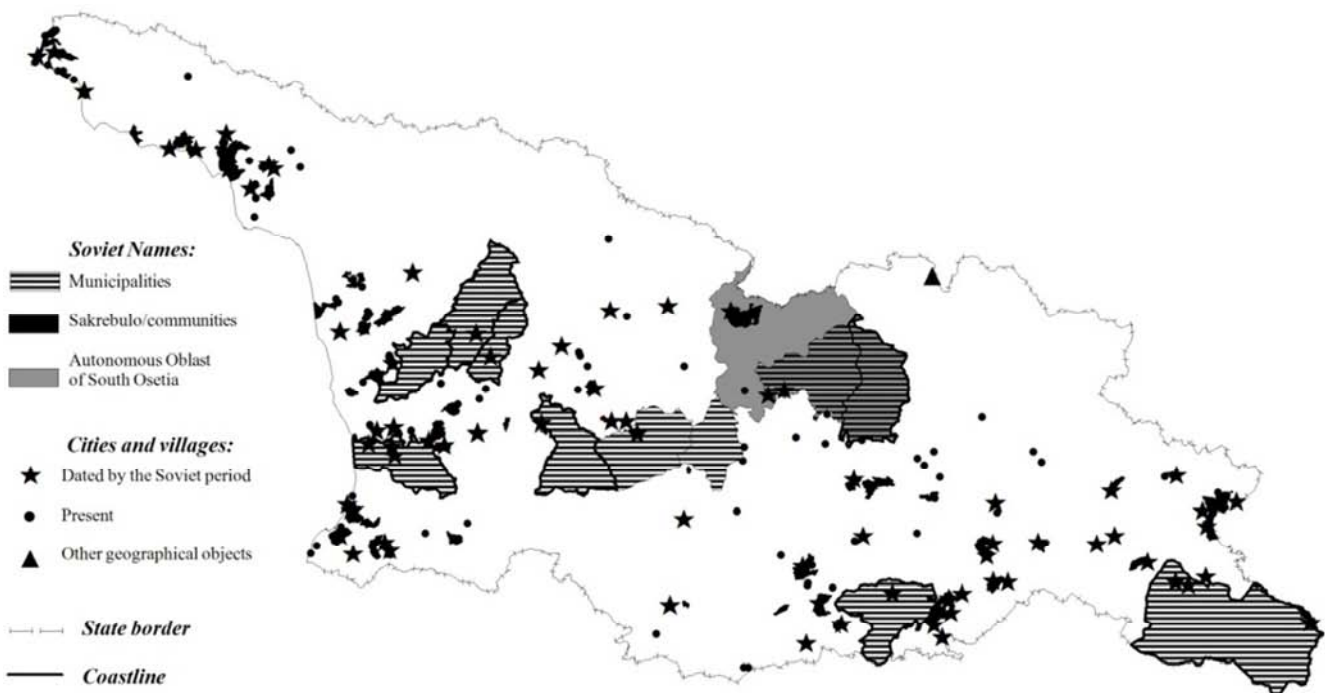 Soviet Names:
Municipalities
Sakrebulo/communities
Autonomous Oblast
of South Osetia
Cities and villages:
Dated by the Soviet period
Present
Other geographical objects
State border
Coastline